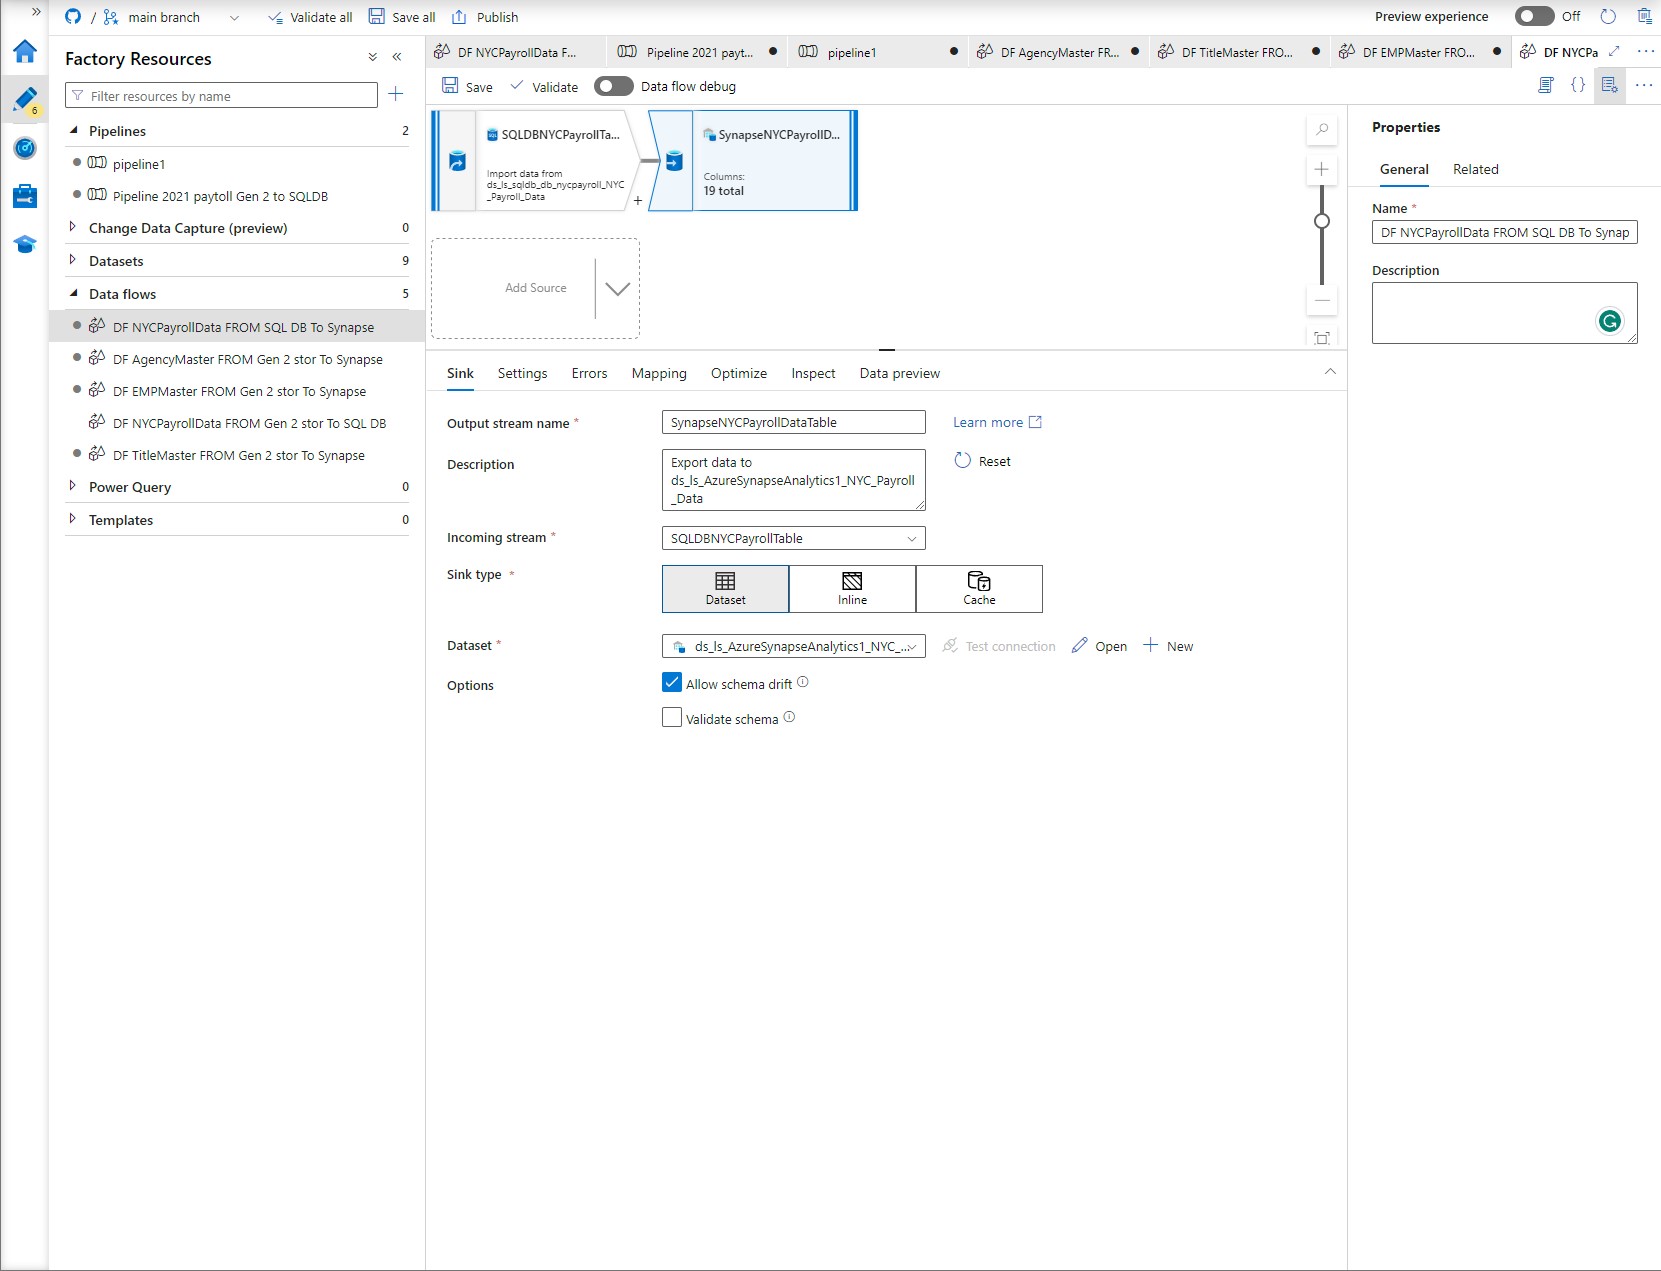 »
/ main branch
Validate all
Save all
Publish
Preview experience
Off
6
Factory Resources
Filter resources by name
Pipelines 2
pipeline1
Pipeline 2021 paytoll Gen 2 to SQLDB
Change Data Capture (preview) 0
Datasets 9
Data flows 5
DF NYCPayrollData FROM SQL DB To Synapse
DF AgencyMaster FROM Gen 2 stor To Synapse
DF EMPMaster FROM Gen 2 stor To Synapse
DF NYCPayrollData FROM Gen 2 stor To SQL DB
DF TitleMaster FROM Gen 2 stor To Synapse
Power Query 0
Templates 0
DF NYCPayrollData F...
Pipeline 2021 payt...
pipeline1
DF AgencyMaster FR...
DF TitleMaster FRO...
DF EMPMaster FRO...
DF NYCPa
Save
Validate
Data flow debug
{}
SQLDBNYCPayrollTa...
Import data from
ds_ls_sqldb_db_nycpayroll_NYC
_Payroll_Data
+
SynapseNYCPayrollD...
Columns:
19 total
Add Source
Sink
Settings
Errors
Mapping
Optimize
Inspect
Data preview
Output stream name *
SynapseNYCPayrollDataTable
Learn more
Description
Export data to
ds_ls_AzureSynapseAnalytics1_NYC_Payroll
_Data
Reset
Incoming stream *
SQLDBNYCPayrollTable
Sink type *
Dataset
Inline
Cache
Dataset *
ds_ls_AzureSynapseAnalytics1_NYC_...
Test connection
Open
New
Options
Allow schema drift
Validate schema
Properties
General
Related
Name *
DF NYCPayrollData FROM SQL DB To Synap
Description